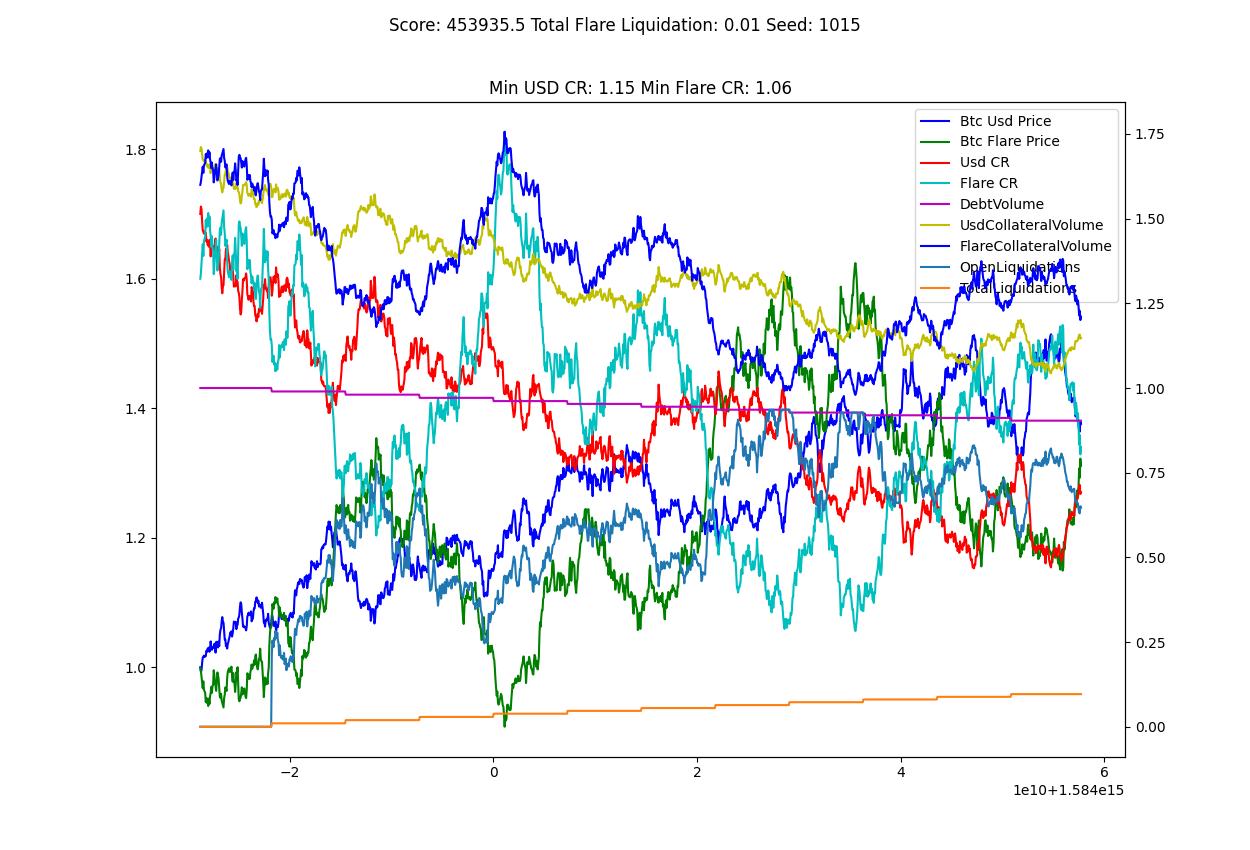 Score: 453935.5 Total Flare Liquidation: 0.01 Seed: 1015
Min USD CR: 1.15 Min Flare CR: 1.06
Btc Usd Price
Btc Flare Price
Usd CR
Flare CR
DebtVolume
UsdCollateralVolume
FlareCollateralVolume
OpenLiquidations
TotalLiquidations
1.8
1.6
1.4
1.2
1.0
1.75
1.50
1.25
1.00
0.75
0.50
0.25
0.00
−2 0 2 4 6
1e10+1.584e15